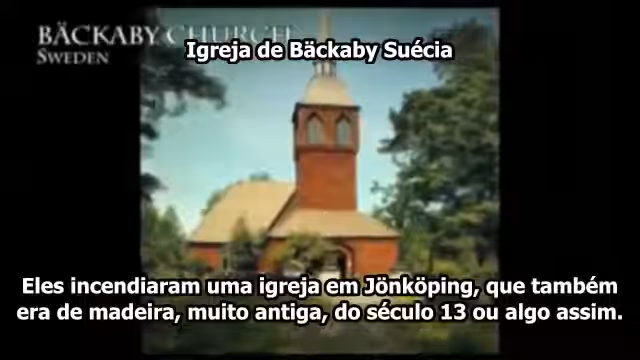 BÄCKABY CHURCH
Igreja de Bäckaby Suécia
SWEDEN
Eles incendiaram uma igreja em Jönköping, que também
era de madeira, muito antiga, do século 13 ou algo assim.